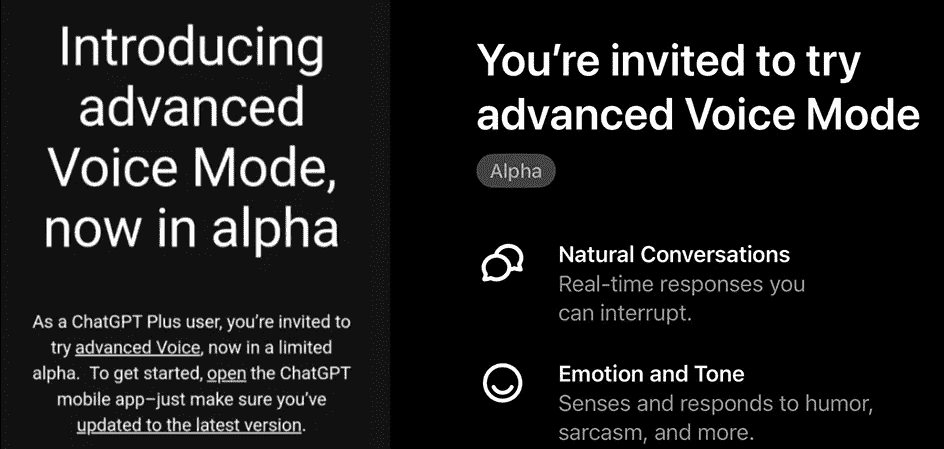 Introducing
advanced
Voice Mode,
now in alpha
As a ChatGPT Plus user, you’re invited to
try advanced Voice, now in a limited
alpha.  To get started, open the ChatGPT
mobile app–just make sure you’ve
updated to the latest version.
You’re invited to try
advanced Voice Mode
Alpha
Natural Conversations
Real-time responses you
can interrupt.
Emotion and Tone
Senses and responds to humor,
sarcasm, and more.